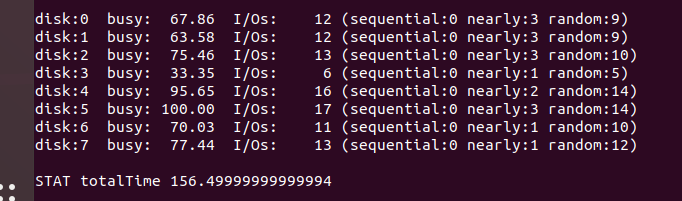 disk:0  busy:  67.86  I/Os:    12 (sequential:0 nearly:3 random:9)
disk:1  busy:  63.58  I/Os:    12 (sequential:0 nearly:3 random:9)
disk:2  busy:  75.46  I/Os:    13 (sequential:0 nearly:3 random:10)
disk:3  busy:  33.35  I/Os:     6 (sequential:0 nearly:1 random:5)
disk:4  busy:  95.65  I/Os:    16 (sequential:0 nearly:2 random:14)
disk:5  busy: 100.00  I/Os:    17 (sequential:0 nearly:3 random:14)
disk:6  busy:  70.03  I/Os:    11 (sequential:0 nearly:1 random:10)
disk:7  busy:  77.44  I/Os:    13 (sequential:0 nearly:1 random:12)

STAT totalTime 156.49999999999994